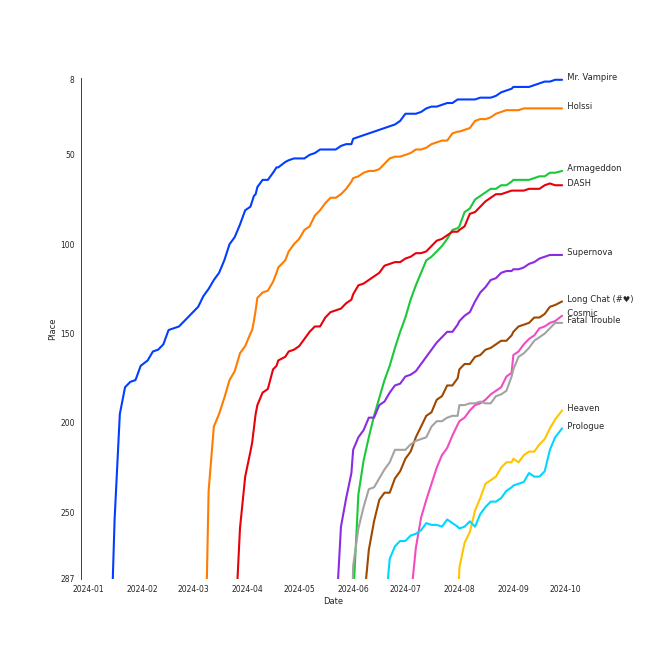 8
50
100
150
200
250
287
Place
Mr. Vampire
Holssi
Armageddon
DASH
Supernova
Long Chat (#♥)
Cosmic
Fatal Trouble
Heaven
Prologue
2024-01
2024-02
2024-03
2024-04
2024-05
2024-06
2024-07
2024-08
2024-09
2024-10
Date